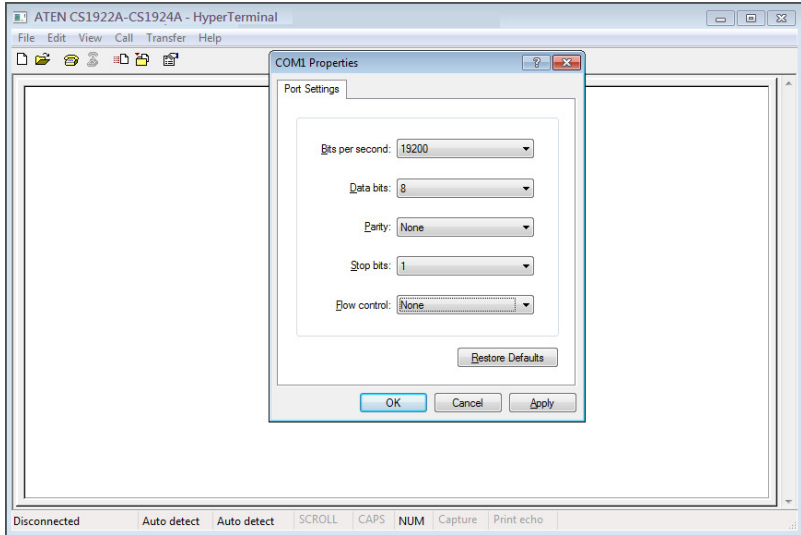 ATEN CS1922A-CS1924A - HyperTerminal
File Edit View Call Transfer Help
COM1 Properties
Port Settings
Bits per second: 19200
Data bits: 8
Parity: None
Stop bits: 1
Flow control: None
Restore Defaults
OK Cancel Apply
Disconnected Auto detect Auto detect SCROLL CAPS NUM Capture Print echo